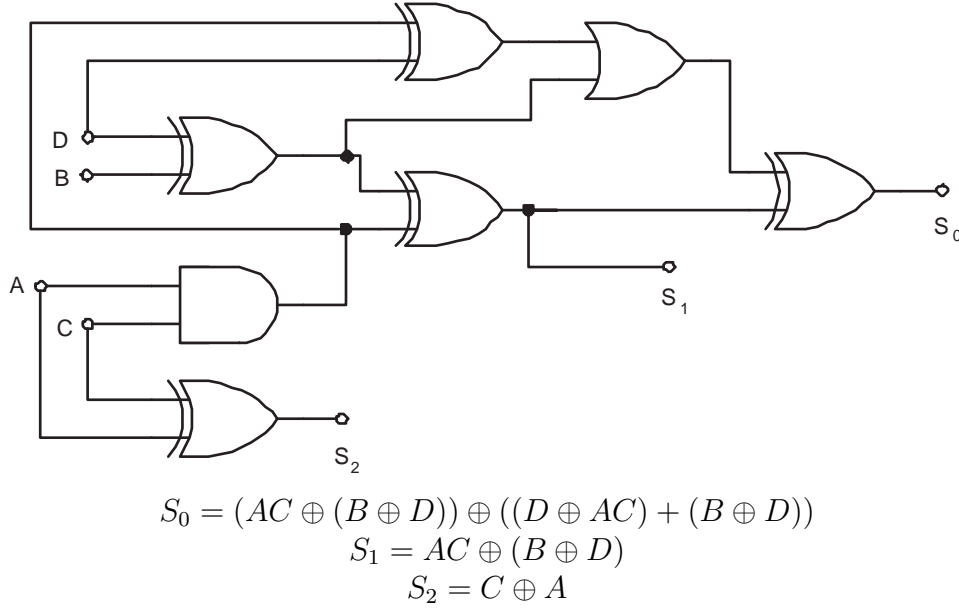 D
B
S₀
A
S₁
C
S₂
S₀ = (AC ⊕ (B ⊕ D)) ⊕ ((D ⊕ AC) + (B ⊕ D))
S₁ = AC ⊕ (B ⊕ D)
S₂ = C ⊕ A